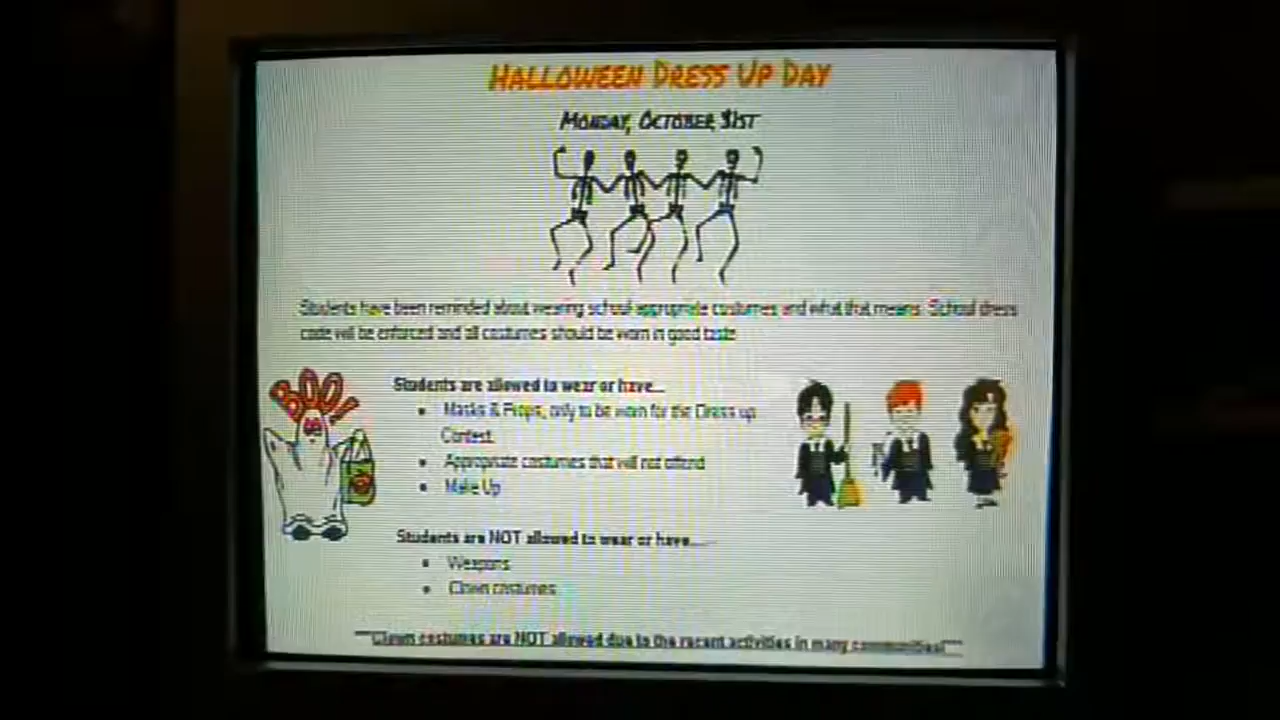 HALLOWEEN DRESS UP DAY
MONDAY, OCTOBER 31ST
Students have been reminded about wearing school appropriate costumes and what that means. School dress
code will be enforced and all costumes should be worn in good taste
BOO!
Students are allowed to wear or have...
• Masks & Props, only to be worn for the Dress up
Contest.
• Appropriate costumes that will not offend
• Make Up
Students are NOT allowed to wear or have.....
• Weapons
• Clown costumes
Clown costumes are NOT allowed due to the recent activities in many communities!